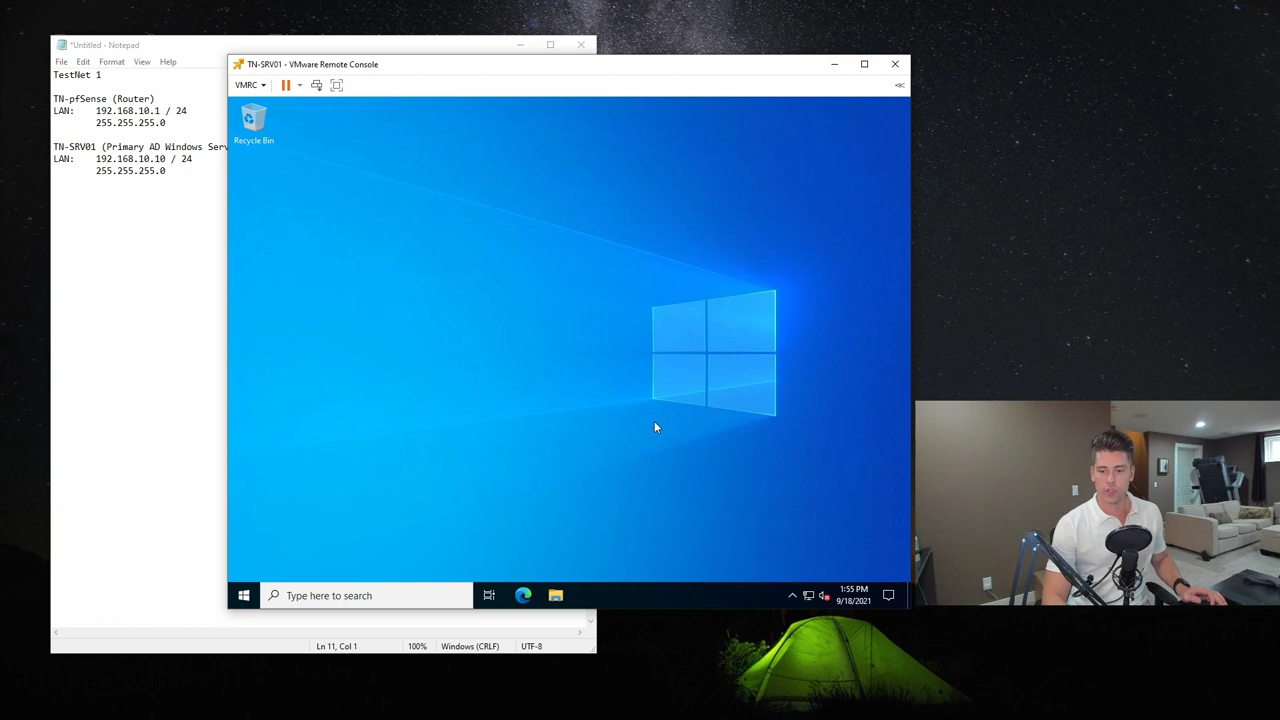 *Untitled - Notepad
File Edit Format View Help
TestNet 1
TN-pfSense (Router)
LAN: 192.168.10.1 / 24
255.255.255.0
TN-SRV01 (Primary AD Windows Serv
LAN: 192.168.10.10 / 24
255.255.255.0
Ln 11, Col 1 100% Windows (CRLF) UTF-8
TN-SRV01 - VMware Remote Console
VMRC
Recycle Bin
Type here to search
1:55 PM
9/18/2021